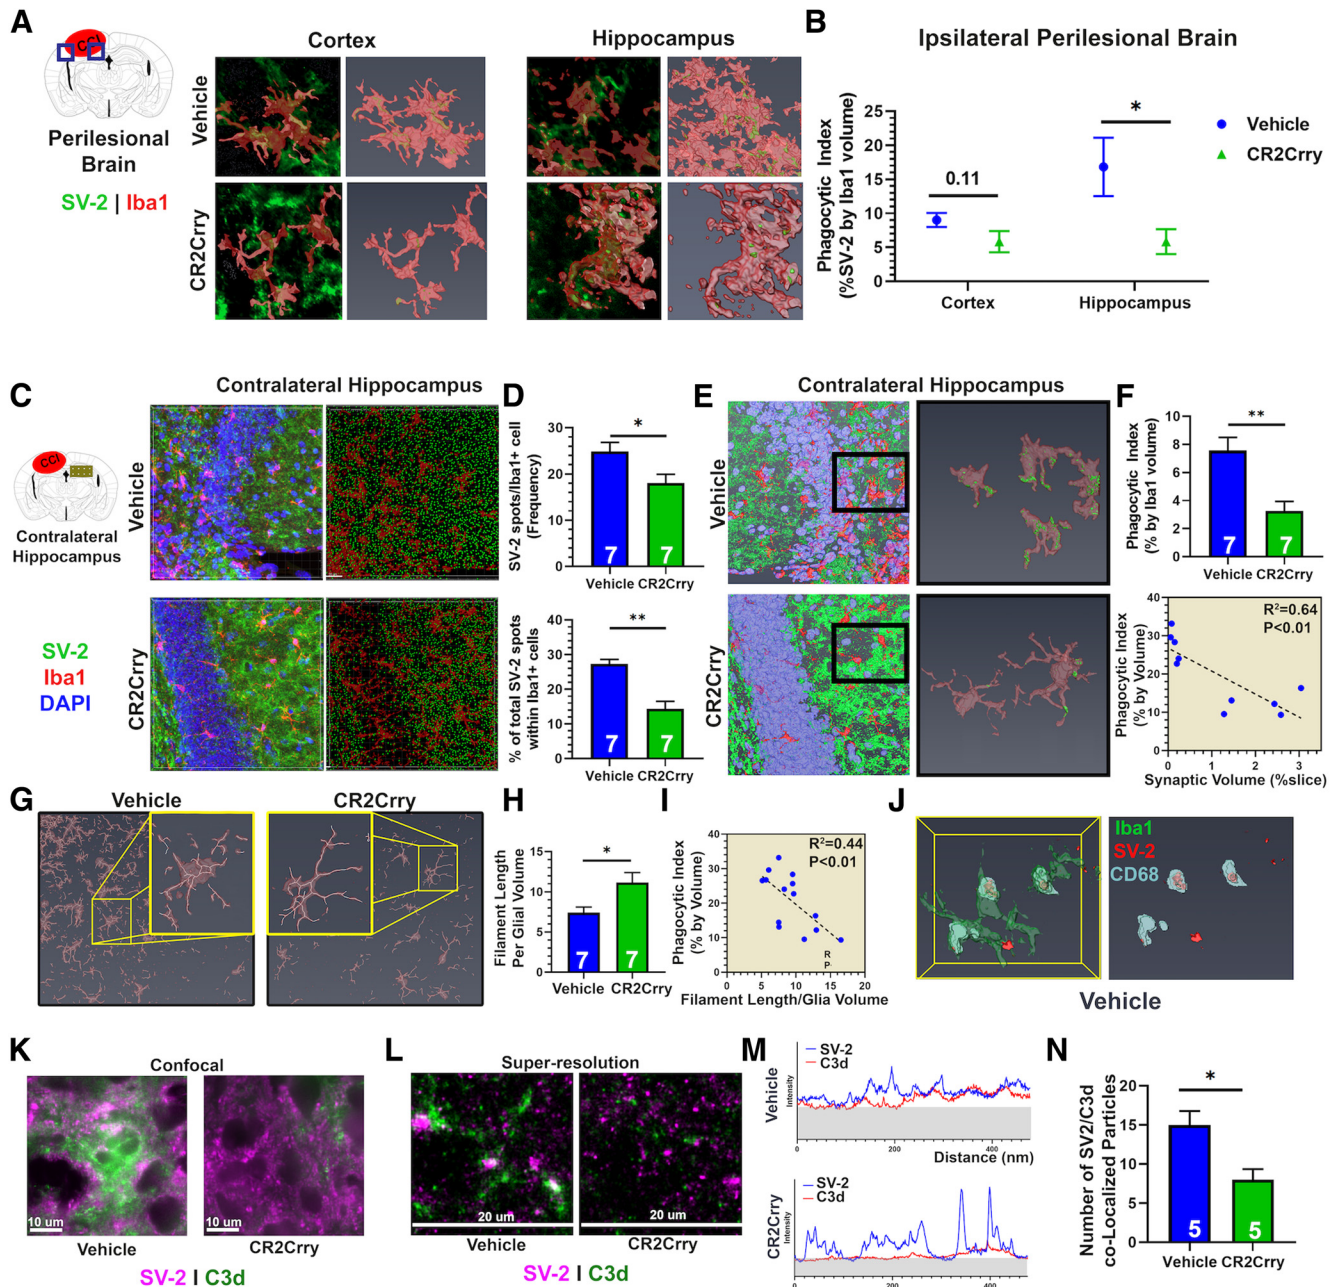 A
CCI
Perilesional
Brain
SV-2 | Iba1
Cortex
Hippocampus
Vehicle
CR2Crry
B
Ipsilateral Perilesional Brain
Phagocytic Index
(%SV-2 by Iba1 volume)
25
20
15
10
5
0
0.11
*
Cortex
Hippocampus
Vehicle
CR2Crry
C
Contralateral Hippocampus
CCI
Contralateral
Hippocampus
Vehicle
CR2Crry
SV-2
Iba1
DAPI
D
SV-2 spots/Iba1+ cell
(Frequency)
30
20
10
0
*
7
7
Vehicle CR2Crry
% of total SV-2 spots
within Iba1+ cells
40
30
20
10
0
**
7
7
Vehicle CR2Crry
E
Contralateral Hippocampus
Vehicle
CR2Crry
F
Phagocytic Index
(% by Iba1 volume)
10
8
6
4
2
0
**
7
7
Vehicle CR2Crry
Phagocytic Index
(% by Volume)
40
30
20
10
0
R2=0.64
P<0.01
0
1
2
3
Synaptic Volume (%slice)
G
Vehicle
CR2Crry
H
Filament Length
Per Glial Volume
15
10
5
0
*
7
7
Vehicle CR2Crry
I
Phagocytic Index
(% by Volume)
40
30
20
10
0
R2=0.44
P<0.01
R
P
0
5
10
15
20
Filament Length/Glia Volume
J
Iba1
SV-2
CD68
Vehicle
K
Confocal
10 um
10 um
Vehicle
CR2Crry
SV-2 I C3d
L
Super-resolution
20 um
20 um
Vehicle
CR2Crry
SV-2 I C3d
M
Vehicle
Intensity
SV-2
C3d
0
200
400
Distance (nm)
CR2Crry
Intensity
SV-2
C3d
0
200
400
N
Number of SV2/C3d
co-Localized Particles
20
15
10
5
0
*
5
5
Vehicle CR2Crry